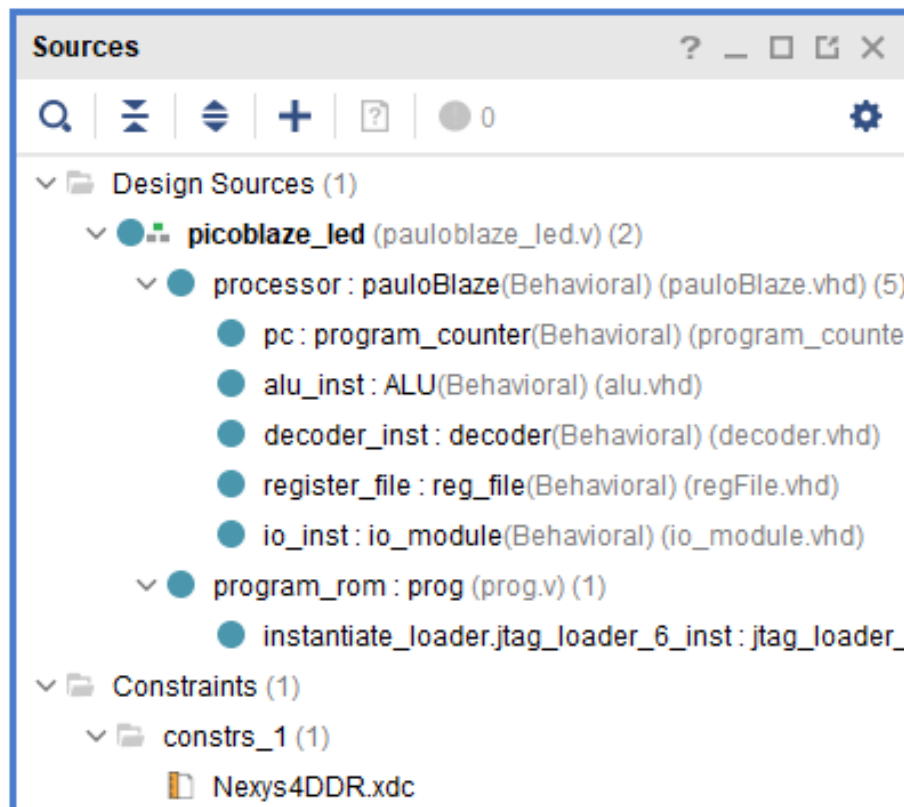 Sources
0
Design Sources (1)
picoblaze_led (pauloblaze_led.v) (2)
processor : pauloBlaze(Behavioral) (pauloBlaze.vhd) (5)
pc : program_counter(Behavioral) (program_counte
alu_inst : ALU(Behavioral) (alu.vhd)
decoder_inst : decoder(Behavioral) (decoder.vhd)
register_file : reg_file(Behavioral) (regFile.vhd)
io_inst : io_module(Behavioral) (io_module.vhd)
program_rom : prog (prog.v) (1)
instantiate_loader.jtag_loader_6_inst : jtag_loader_
Constraints (1)
constrs_1 (1)
Nexys4DDR.xdc